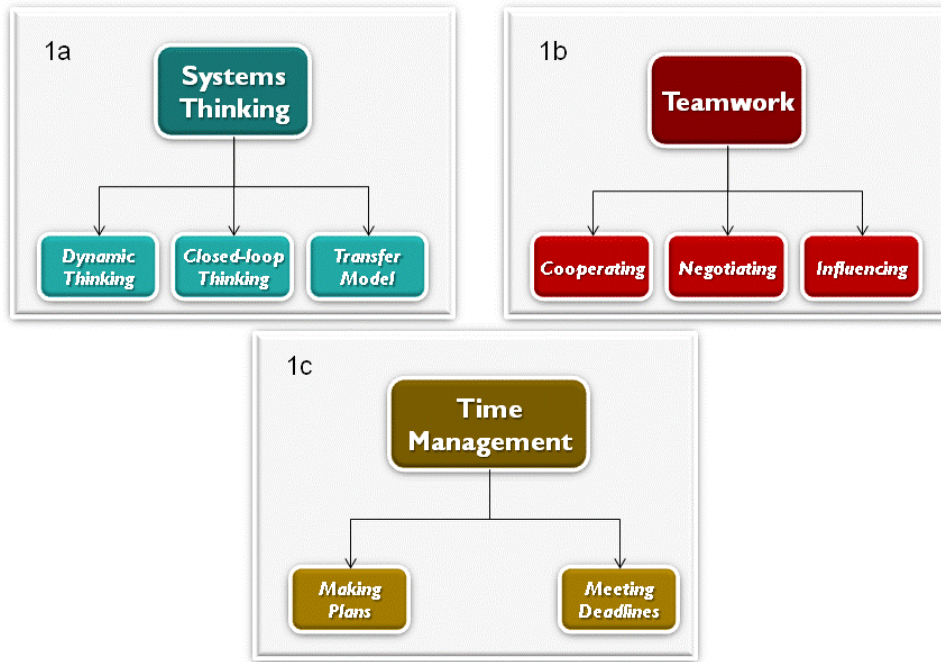 1a
Systems
Thinking
Dynamic
Thinking
Closed-loop
Thinking
Transfer
Model
1b
Teamwork
Cooperating
Negotiating
Influencing
1c
Time
Management
Making
Plans
Meeting
Deadlines